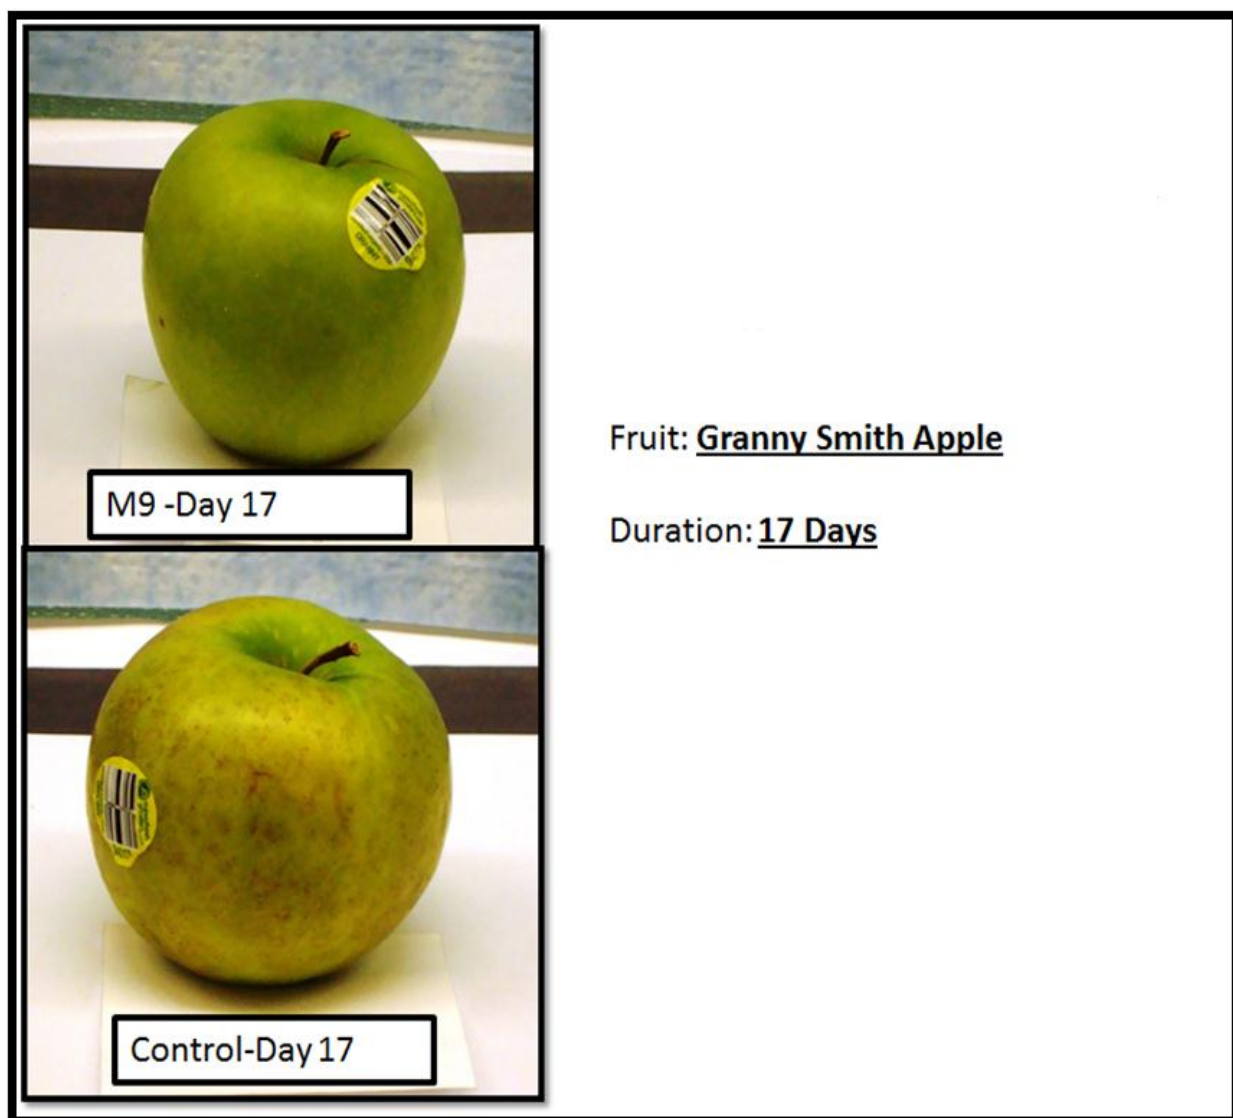 M9 -Day 17
Fruit: Granny Smith Apple
Duration: 17 Days
Control-Day 17